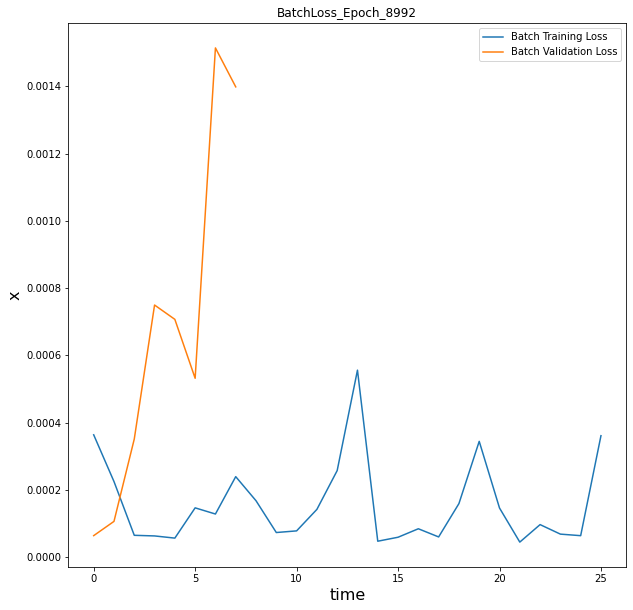 BatchLoss_Epoch_8992
Batch Training Loss
Batch Validation Loss
0.0014
0.0012
0.0010
0.0008
x
0.0006
0.0004
0.0002
0.0000
0 5 10 15 20 25
time